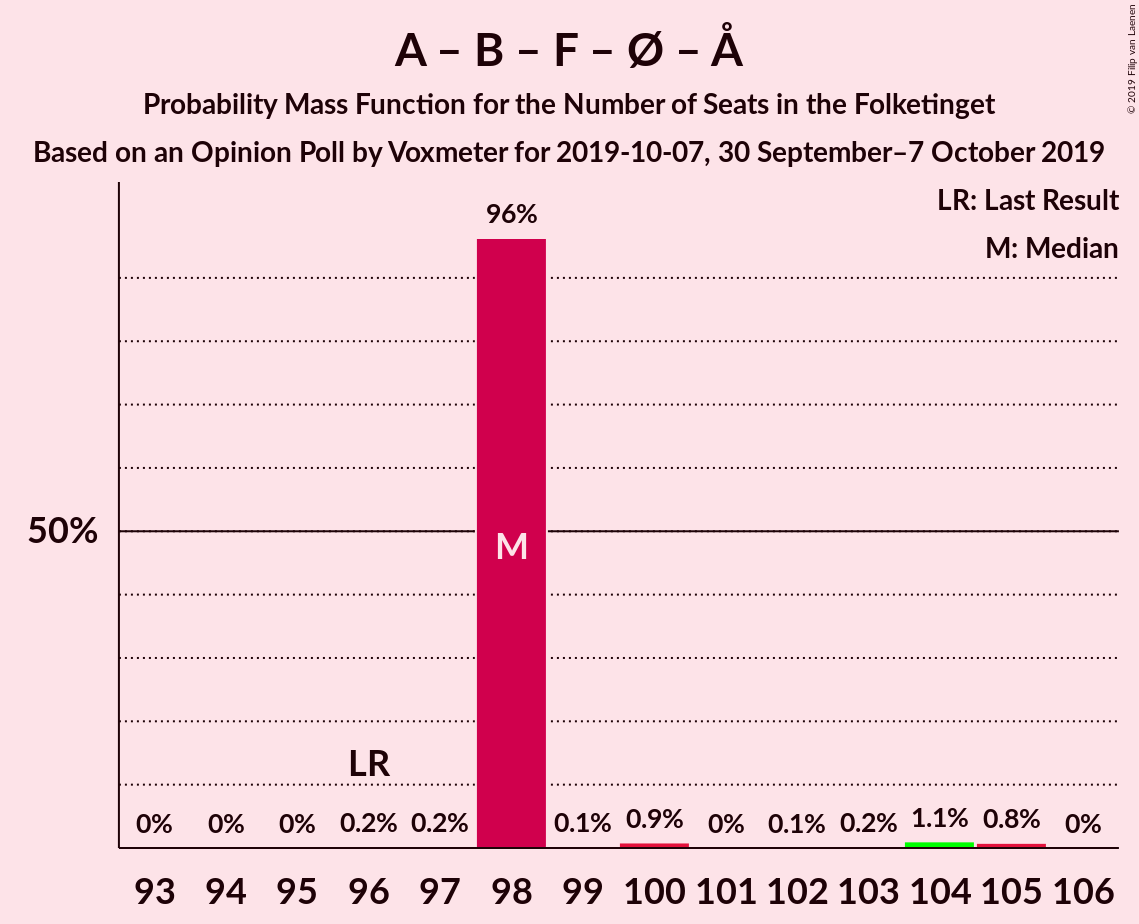 A – B – F – Ø – Å
Probability Mass Function for the Number of Seats in the Folketinget
Based on an Opinion Poll by Voxmeter for 2019-10-07, 30 September–7 October 2019
© 2019 Filip van Laenen
LR: Last Result
M: Median
96%
50%
M
LR
0% 0% 0% 0.2% 0.2% 0.1% 0.9% 0% 0.1% 0.2% 1.1% 0.8% 0%
93 94 95 96 97 98 99 100 101 102 103 104 105 106